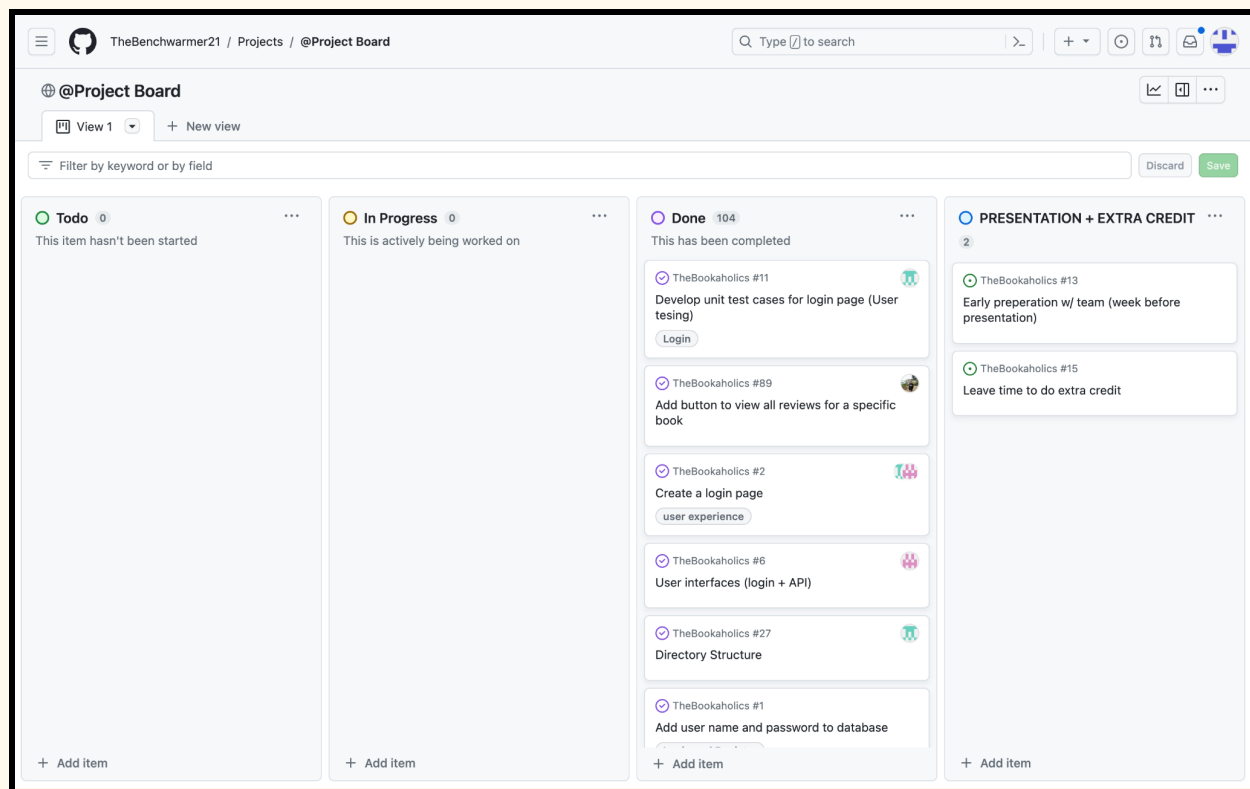 TheBenchwarmer21 / Projects / @Project Board
Type / to search
@Project Board
View 1
New view
Filter by keyword or by field
Discard
Save
Todo 0
This item hasn't been started
Add item
In Progress 0
This is actively being worked on
Add item
Done 104
This has been completed
TheBookaholics #11
Develop unit test cases for login page (User
tesing)
Login
TheBookaholics #89
Add button to view all reviews for a specific
book
TheBookaholics #2
Create a login page
user experience
TheBookaholics #6
User interfaces (login + API)
TheBookaholics #27
Directory Structure
TheBookaholics #1
Add user name and password to database
Add item
PRESENTATION + EXTRA CREDIT
2
TheBookaholics #13
Early preperation w/ team (week before
presentation)
TheBookaholics #15
Leave time to do extra credit
Add item